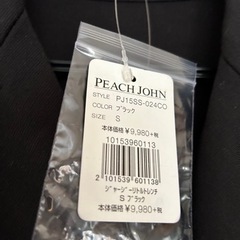 PEACH JOHN
STYLE PJ15SS-024CO
COLOR ブラック
SIZE S
本体価格 ¥9,980+税
10153960113
2 101539 601138
ジャージーリトルトレンチ
S ブラック
本体価格 ¥9,980+税